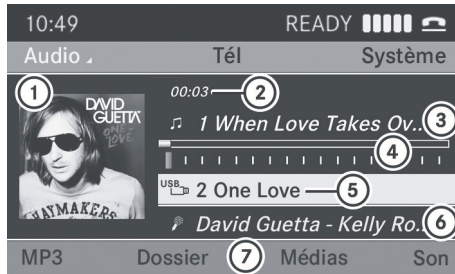 10:49 READY
Audio Tél Système
1
DAVID
GUETTA
ONE
LOVE
00:03 2
1 When Love Takes Ov.. 3
4
USB 2 One Love 5
David Guetta - Kelly Ro.. 6
MP3 Dossier 7 Médias Son